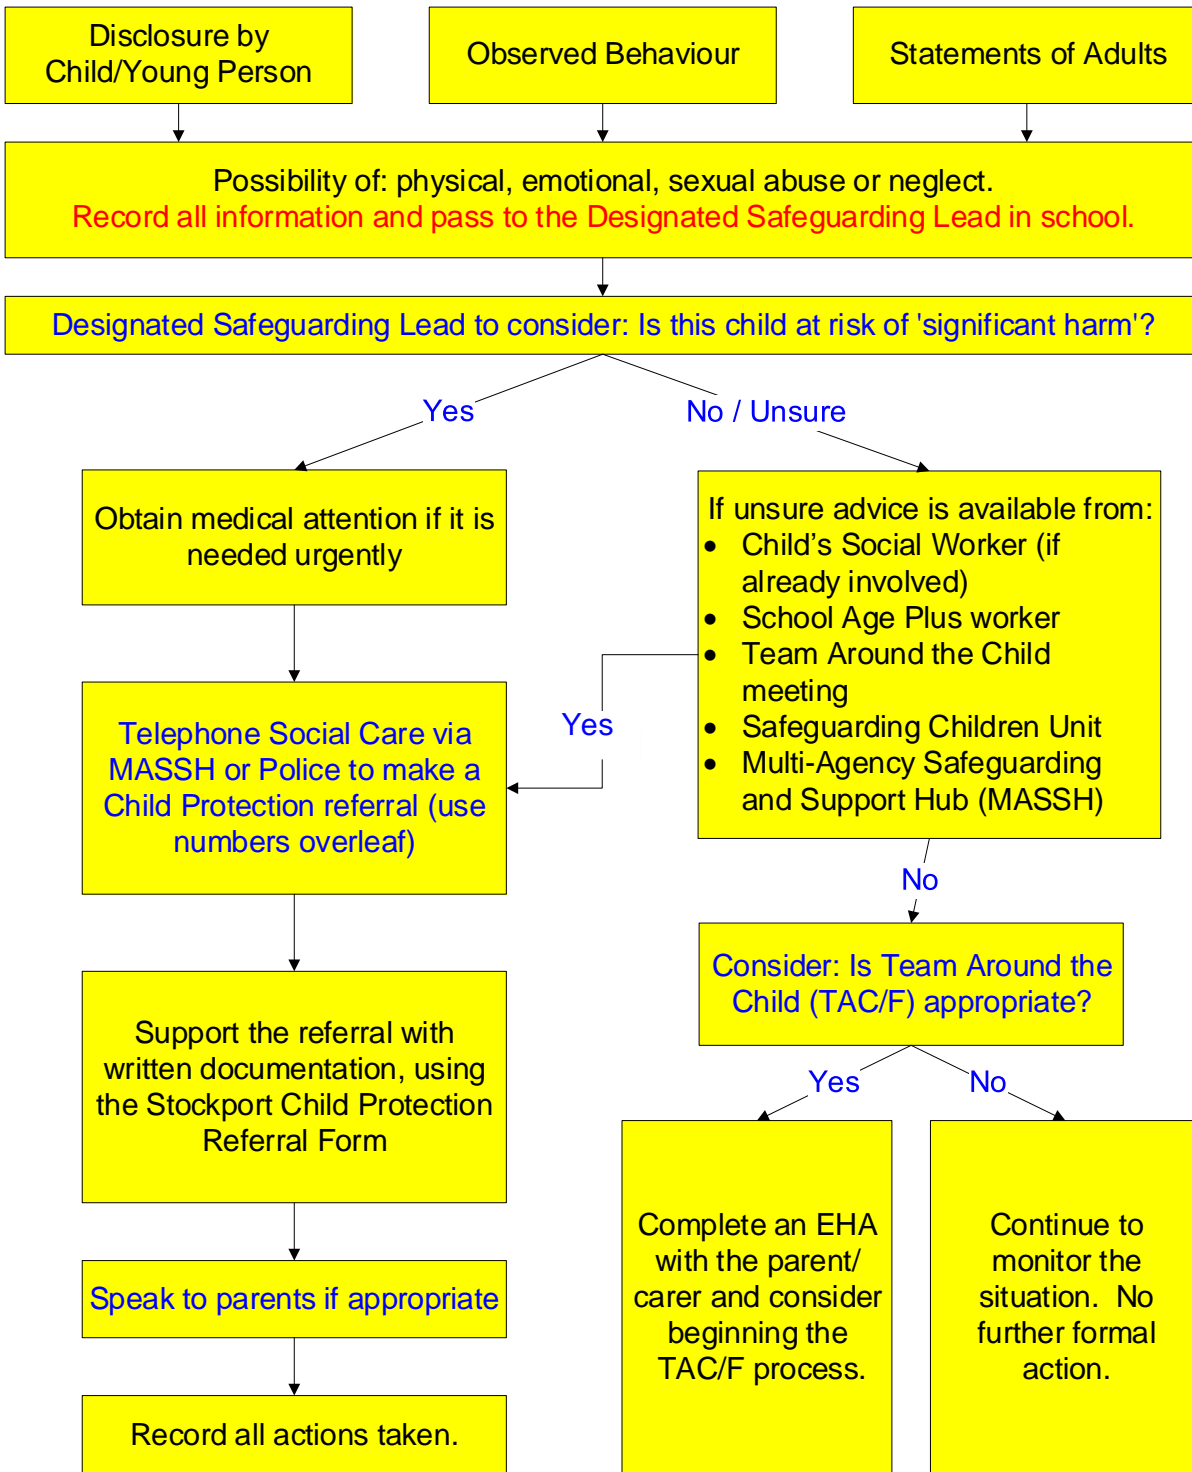 Disclosure by
Child/Young Person
Observed Behaviour
Statements of Adults
Possibility of: physical, emotional, sexual abuse or neglect.
Record all information and pass to the Designated Safeguarding Lead in school.
Designated Safeguarding Lead to consider: Is this child at risk of 'significant harm'?
Yes
No / Unsure
Obtain medical attention if it is
needed urgently
If unsure advice is available from:
• Child’s Social Worker (if
already involved)
• School Age Plus worker
• Team Around the Child
meeting
• Safeguarding Children Unit
• Multi-Agency Safeguarding
and Support Hub (MASSH)
Yes
Telephone Social Care via
MASSH or Police to make a
Child Protection referral (use
numbers overleaf)
No
Consider: Is Team Around the
Child (TAC/F) appropriate?
Support the referral with
written documentation, using
the Stockport Child Protection
Referral Form
Yes
No
Complete an EHA
with the parent/
carer and consider
beginning the
TAC/F process.
Continue to
monitor the
situation.  No
further formal
action.
Speak to parents if appropriate
Record all actions taken.